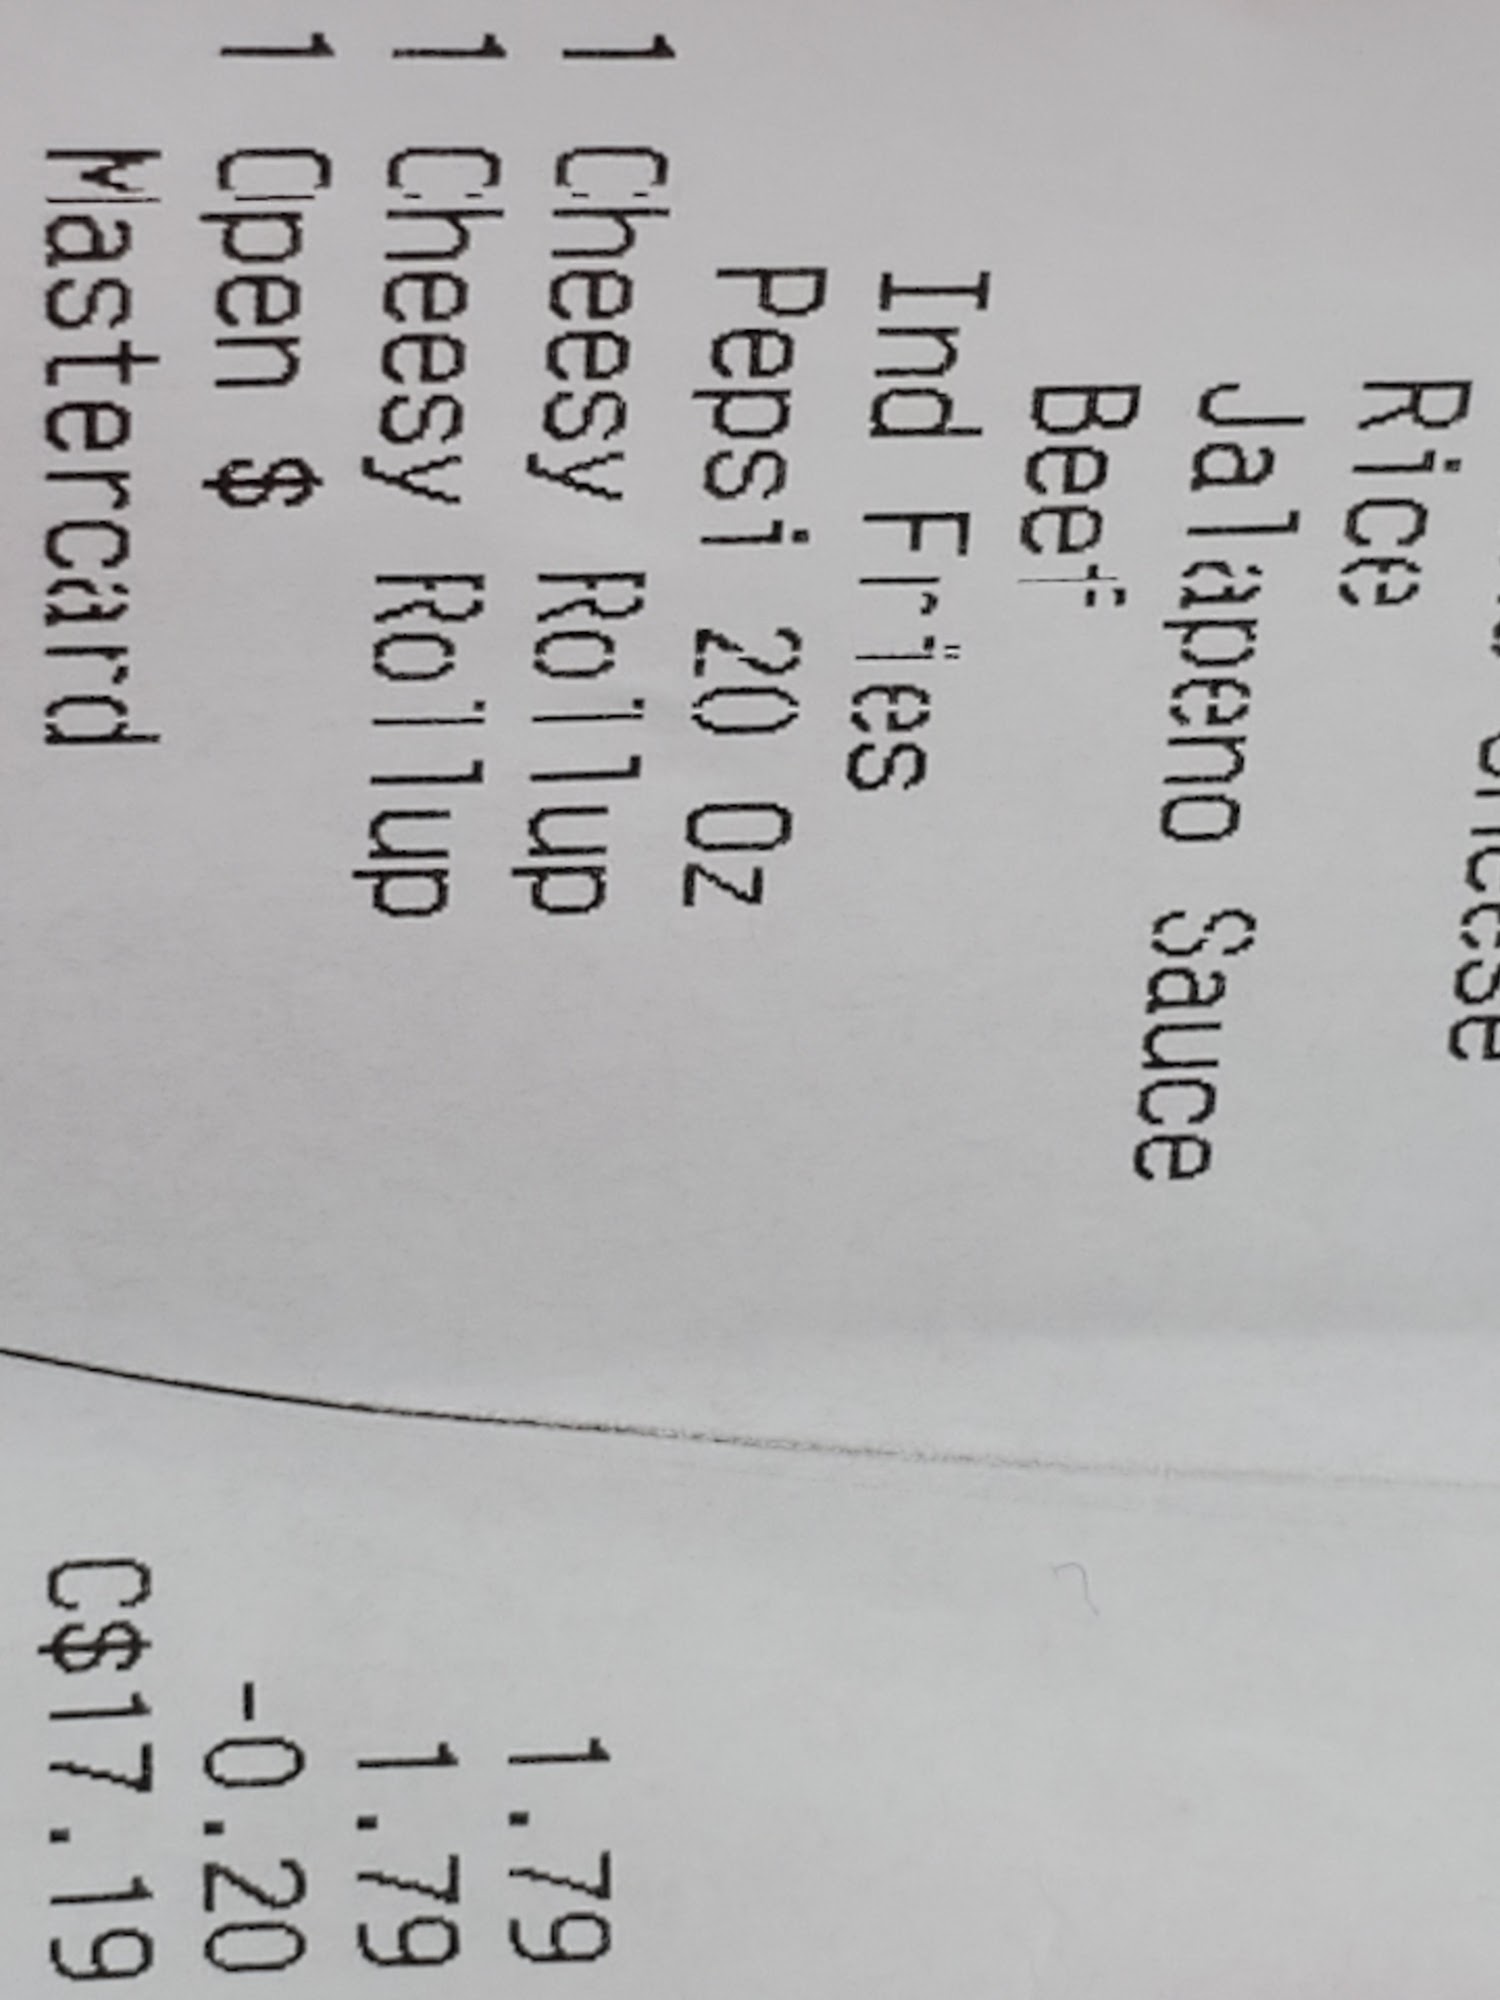 Cheese
Rice
Jalapeno Sauce
Beef
Ind Fries
Pepsi 20 Oz
1 Cheesy Rollup 1.79
1 Cheesy Rollup 1.79
1 Open $ -0.20
Mastercard C$17.19